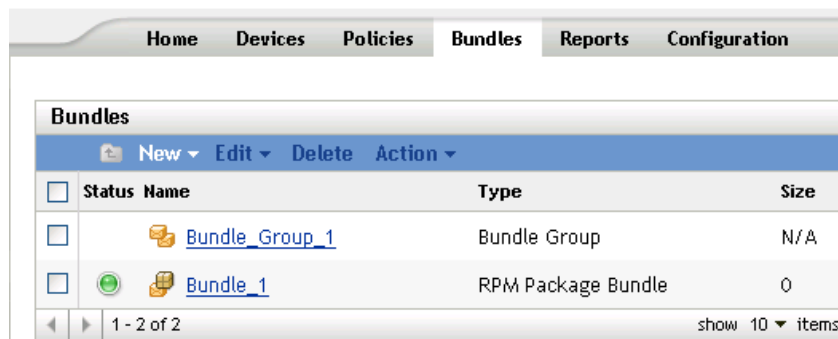 Home Devices Policies Bundles Reports Configuration
Bundles
New Edit Delete Action
Status Name Type Size
Bundle_Group_1 Bundle Group N/A
Bundle_1 RPM Package Bundle 0
1 - 2 of 2 show 10 items